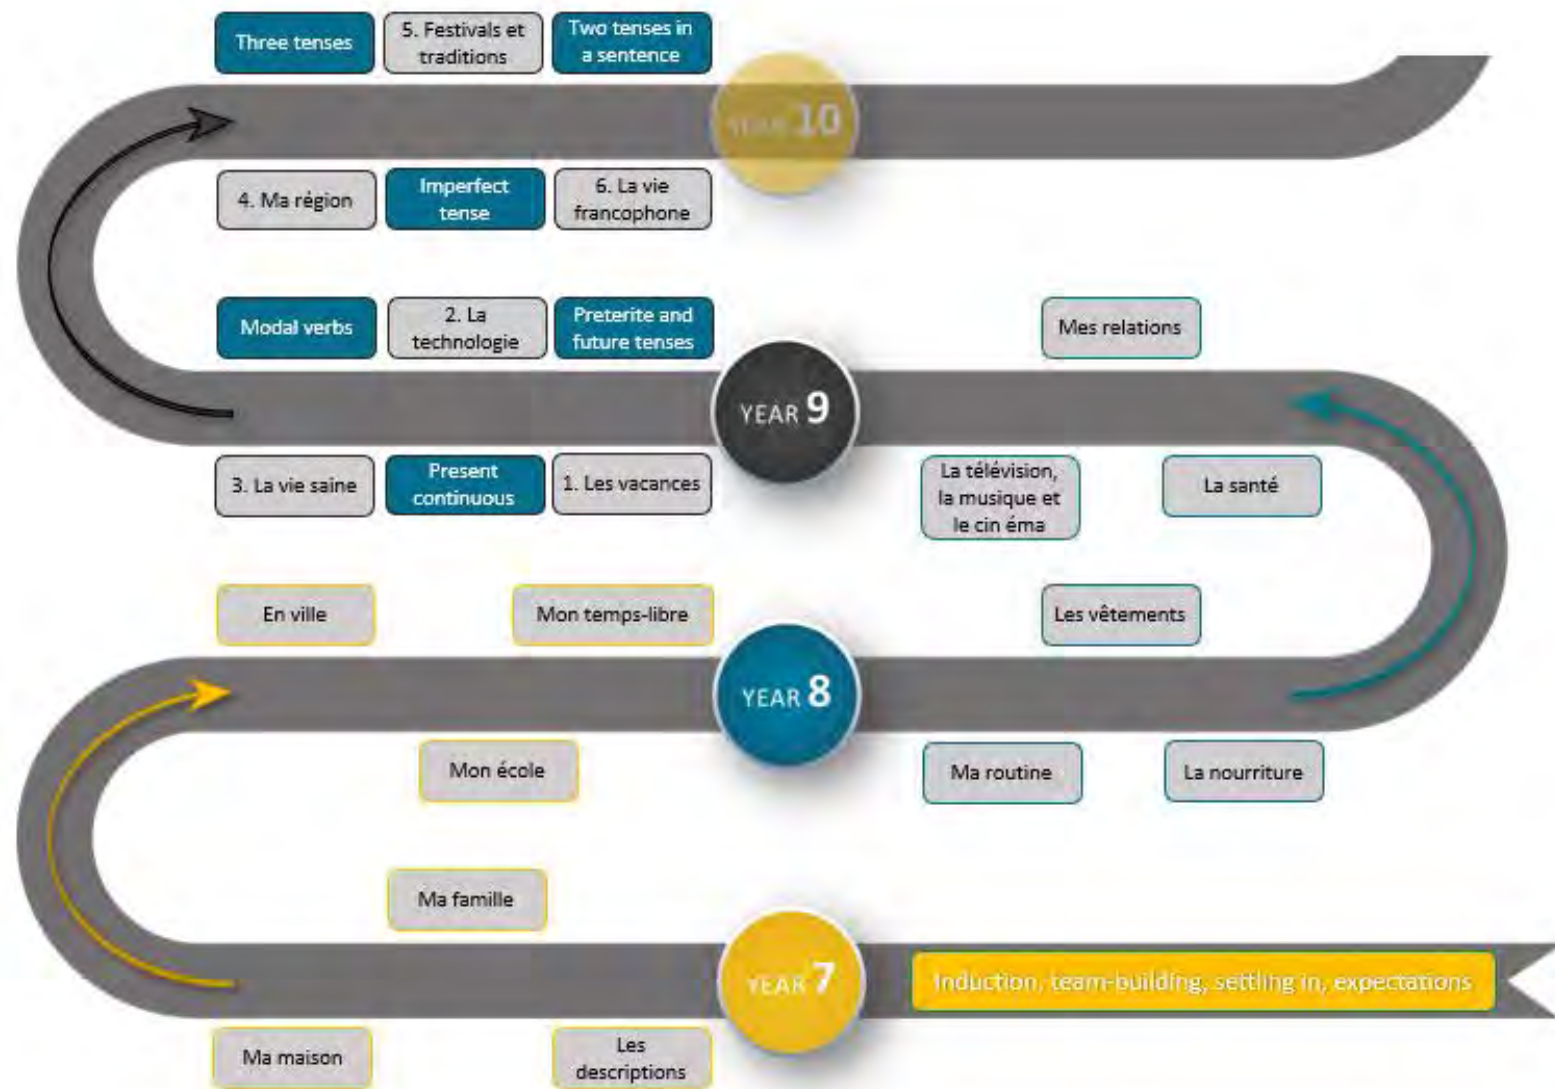 Three tenses
5. Festivals et
traditions
Two tenses in
a sentence
YEAR 10
4. Ma région
Imperfect
tense
6. La vie
francophone
Modal verbs
2. La
technologie
Preterite and
future tenses
Mes relations
YEAR 9
3. La vie saine
Present
continuous
1. Les vacances
La télévision,
la musique et
le cin éma
La santé
En ville
Mon temps-libre
Les vêtements
YEAR 8
Mon école
Ma routine
La nourriture
Ma famille
YEAR 7
Induction, team-building, settling in, expectations
Ma maison
Les
descriptions